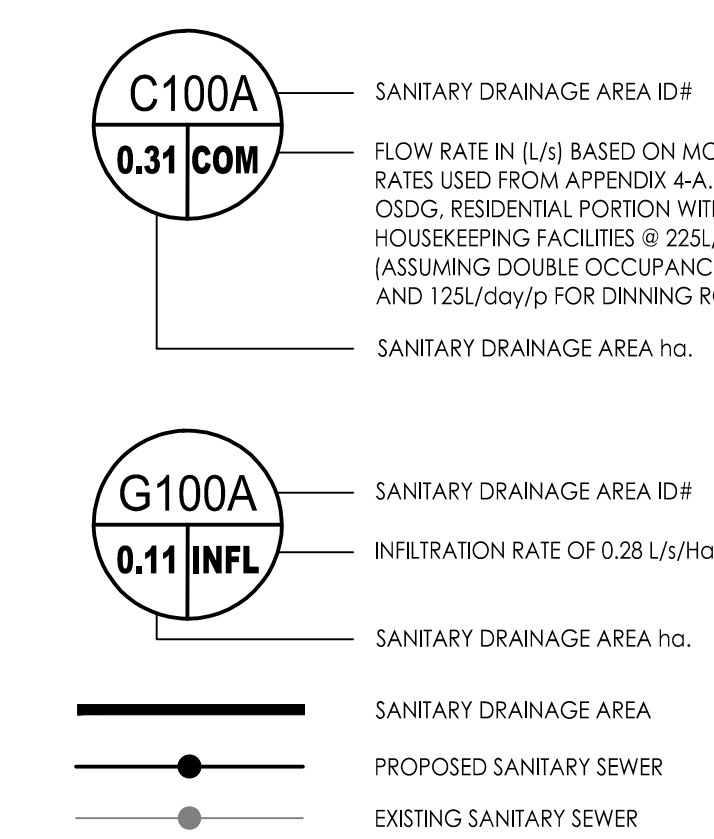 C100A
0.31 COM
SANITARY DRAINAGE AREA ID#
FLOW RATE IN (L/s) BASED ON
RATES USED FROM APPENDIX 4-A.
OSDG, RESIDENTIAL PORTION
HOUSEKEEPING FACILITIES @ 225L/
(ASSUMING DOUBLE
AND 125L/day/p FOR DINNING
SANITARY DRAINAGE AREA ha.
G100A
0.11 INFL
SANITARY DRAINAGE AREA ID#
INFILTRATION RATE OF 0.28 L/s/Ha
SANITARY DRAINAGE AREA ha.
SANITARY DRAINAGE AREA
PROPOSED SANITARY SEWER
EXISTING SANITARY SEWER